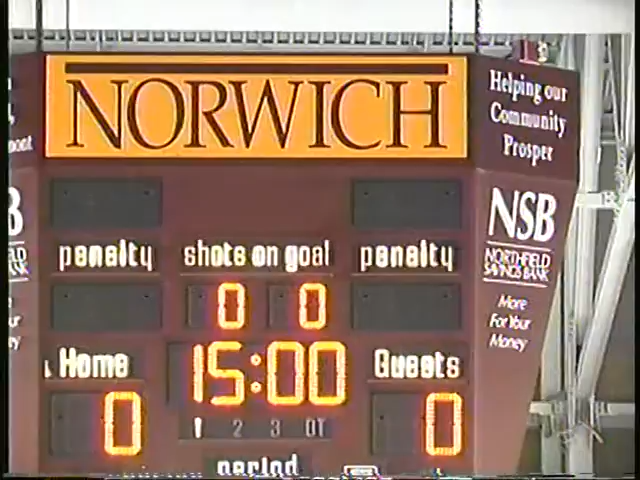 NORWICH
Helping our
Community
Prosper
penalty
shots on goal
penalty
NSB
NORTHFIELD
SAVINGS BANK
More
For Your
Money
0 0
Home
15:00
Guests
0
0
1 2 3 OT
period